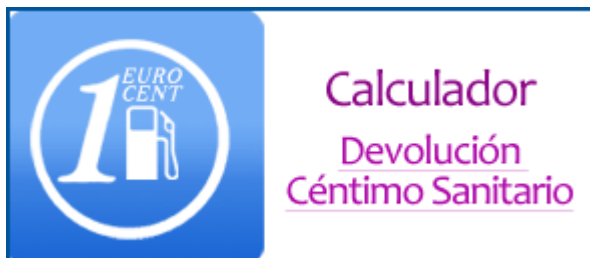 1 EURO
CENT
Calculador
Devolución
Céntimo Sanitario